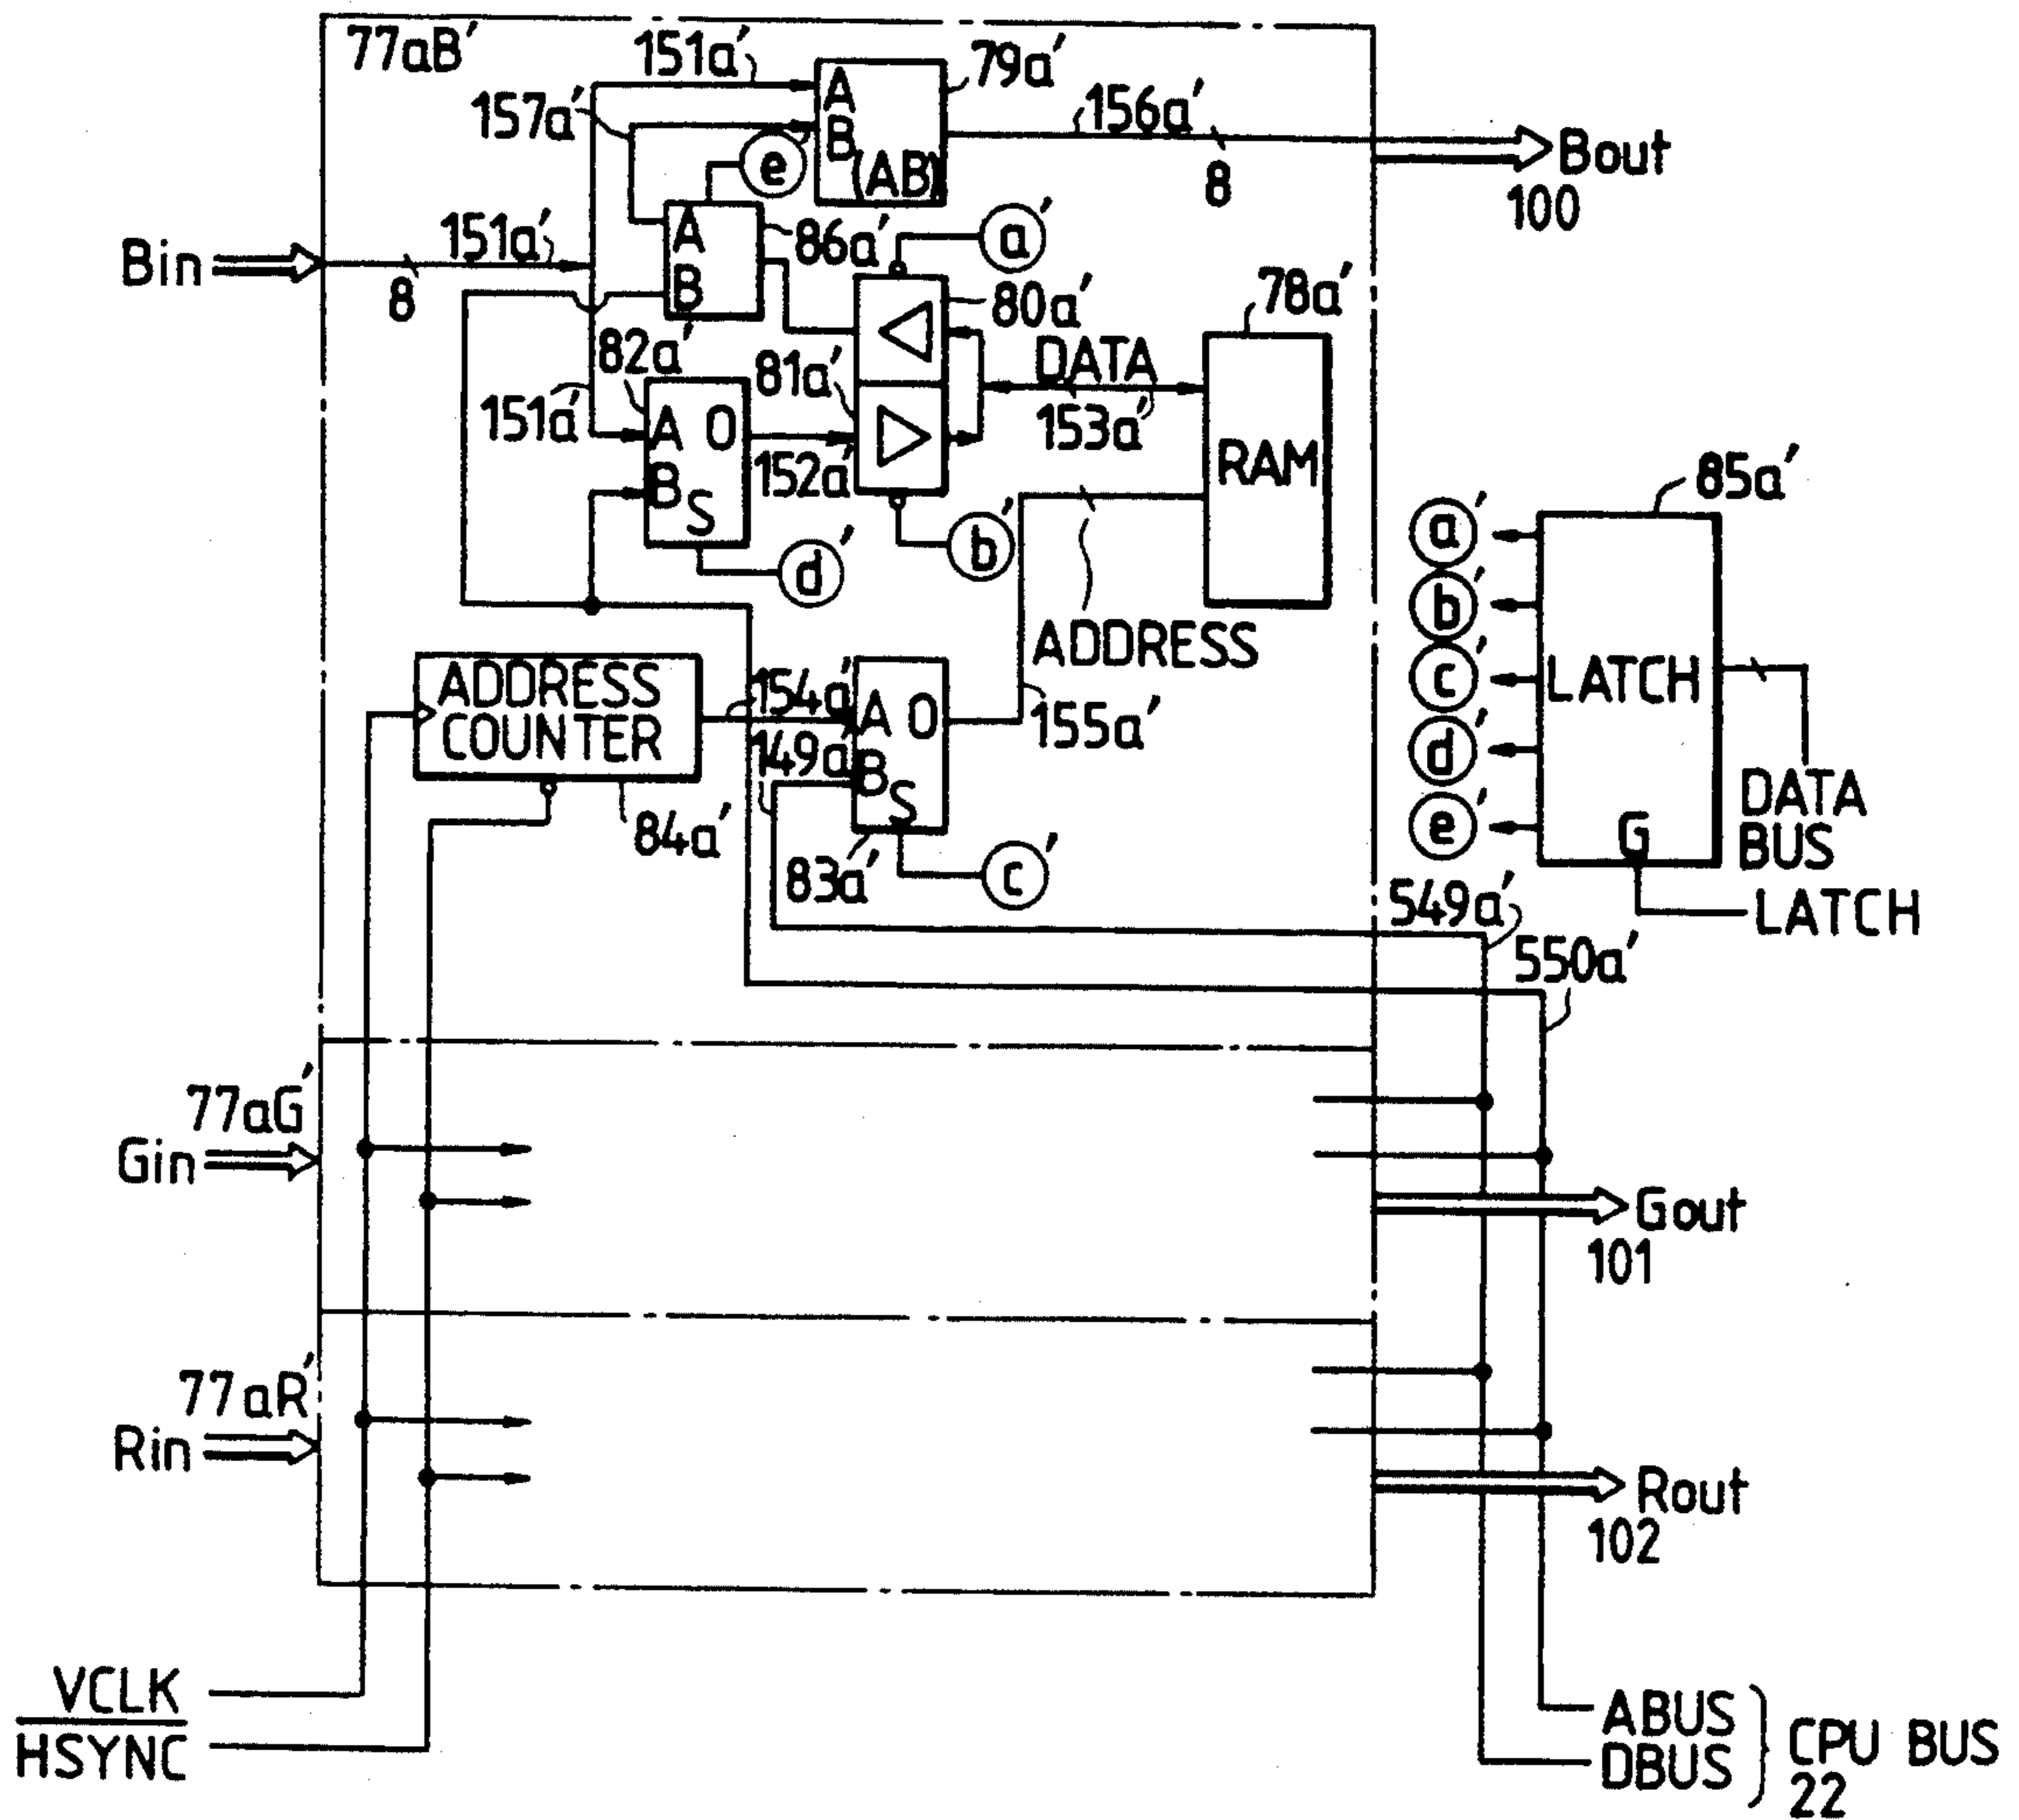 77aB'
151a'
79a'
157a'
A
B
(AB)
156a'
8
Bout
100
e
Bin
8
151a'
A
B
86a'
a'
80a'
78a'
82a'
81a'
DATA
153a'
RAM
151a'
A O
B
S
152a'
b'
d'
ADDRESS
85a'
a'
b'
c'
d'
e'
LATCH
G
DATA
BUS
LATCH
ADDRESS
COUNTER
154a'
149a'
A O
B
S
155a'
84a'
83a'
c'
549a'
550a'
77aG'
Gin
Gout
101
77aR'
Rin
Rout
102
VCLK
HSYNC
ABUS
DBUS
CPU BUS
22